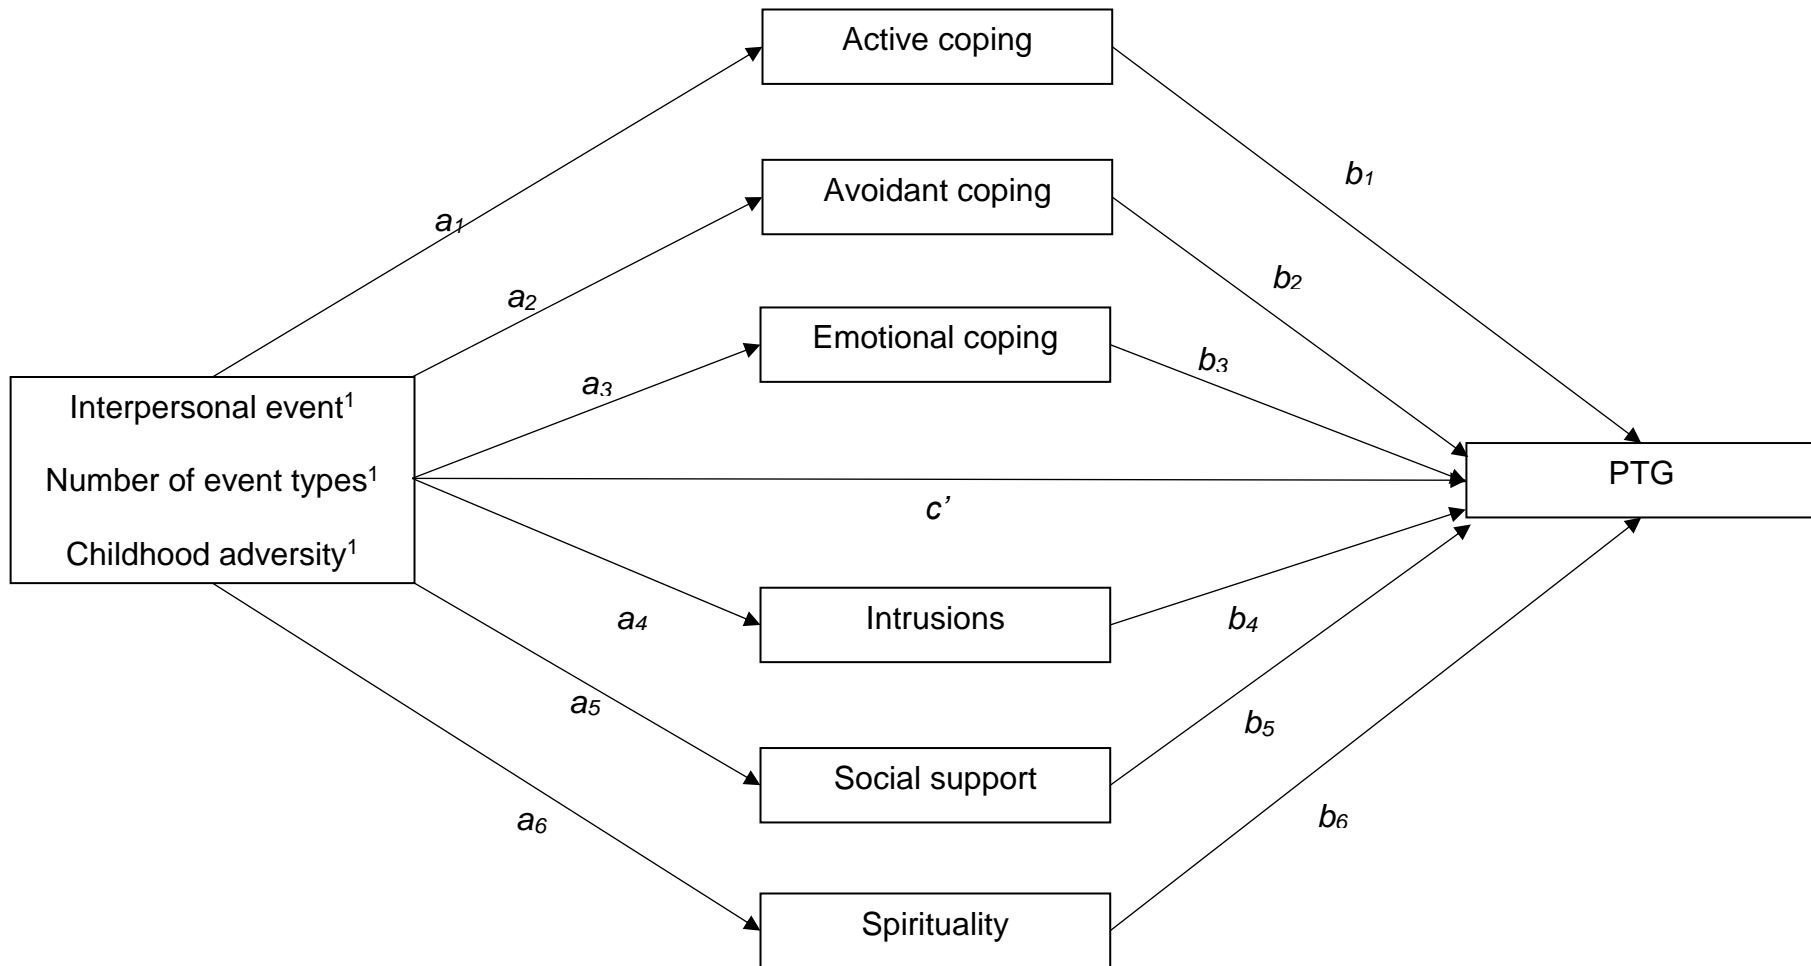 Active coping
a1
b1
Avoidant coping
a2
b2
Emotional coping
a3
b3
Interpersonal event1
Number of event types1
Childhood adversity1
c’
PTG
Intrusions
a4
b4
Social support
a5
b5
a6
b6
Spirituality